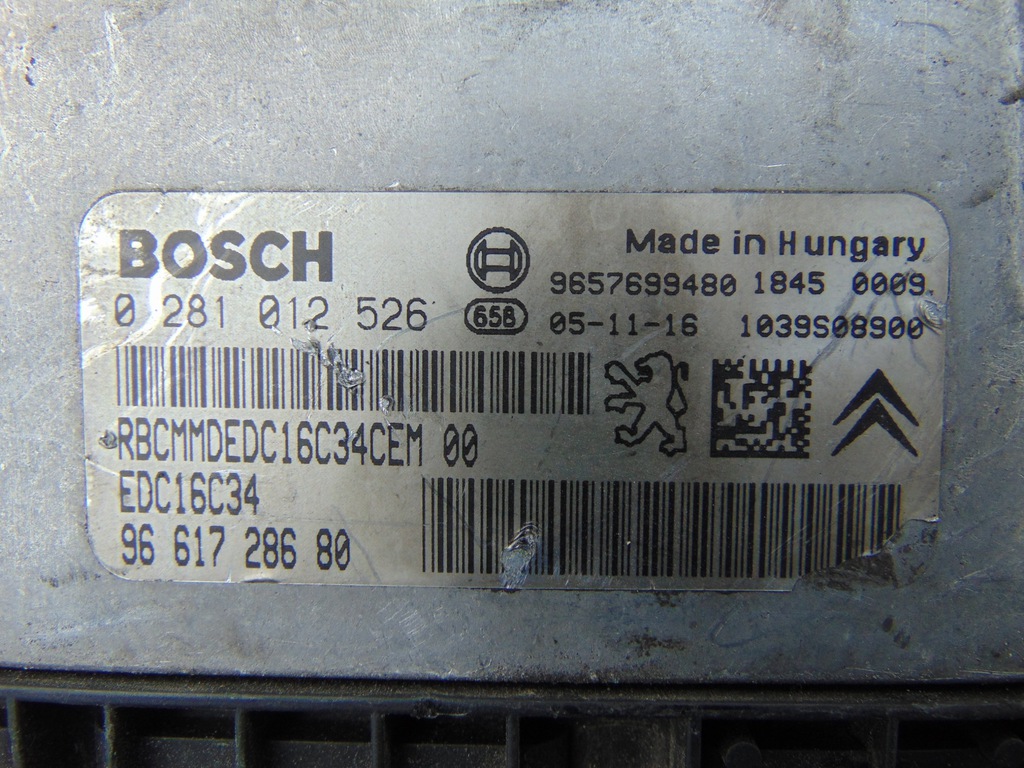 BOSCH
Made in Hungary
9657699480 1845 0009
0 281 012 526
658
05-11-16 1039S08900
RBCMMDEDC16C34CEM 00
EDC16C34
96 617 286 80